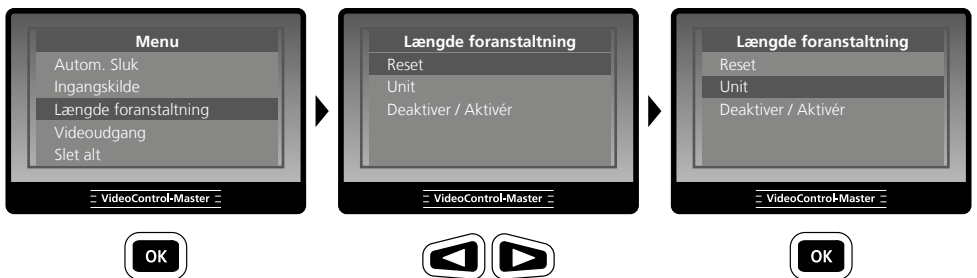 Menu
Autom. Sluk
Ingangskilde
Længde foranstaltning
Videoudgang
Slet alt
VideoControl-Master
OK
Længde foranstaltning
Reset
Unit
Deaktiver / Aktivér
VideoControl-Master
Længde foranstaltning
Reset
Unit
Deaktiver / Aktivér
VideoControl-Master
OK